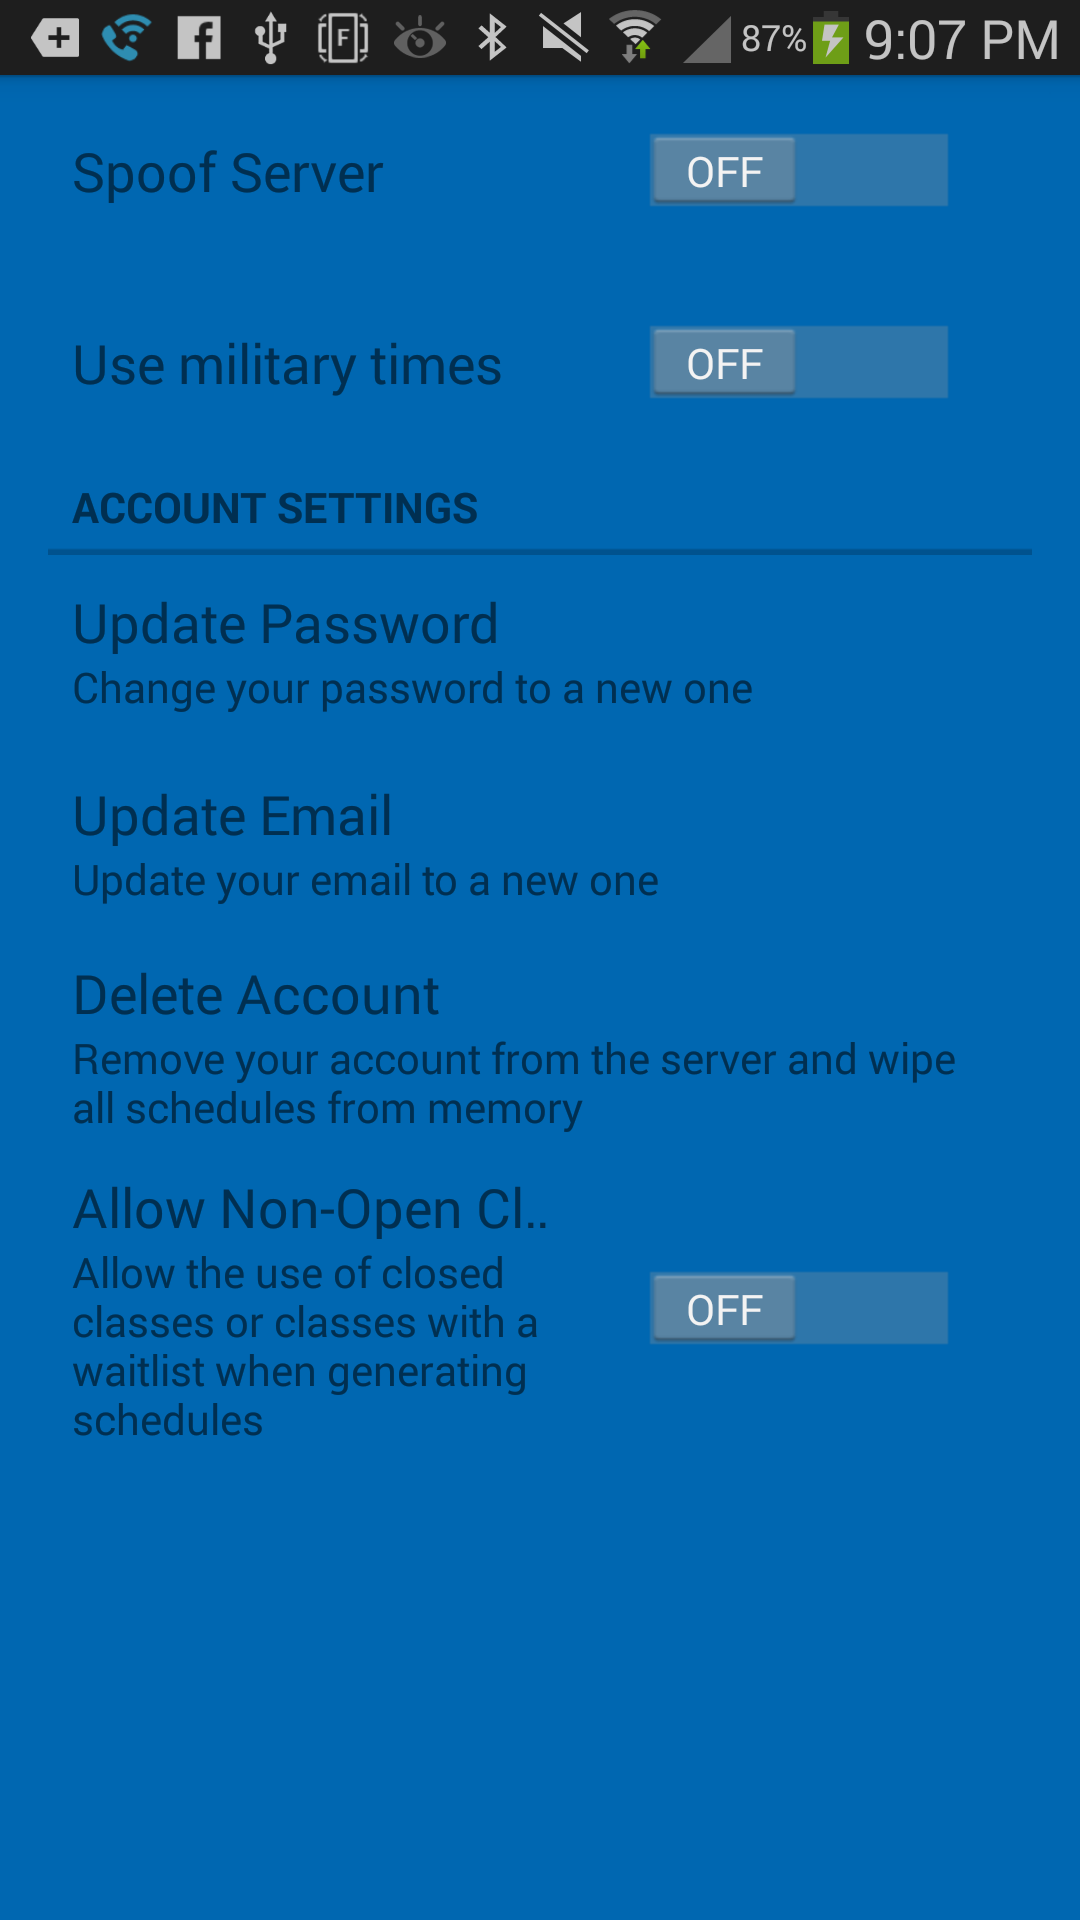 87% 9:07 PM
Spoof Server OFF
Use military times OFF
ACCOUNT SETTINGS
Update Password
Change your password to a new one
Update Email
Update your email to a new one
Delete Account
Remove your account from the server and wipe
all schedules from memory
Allow Non-Open Cl..
Allow the use of closed
classes or classes with a
waitlist when generating
schedules
OFF